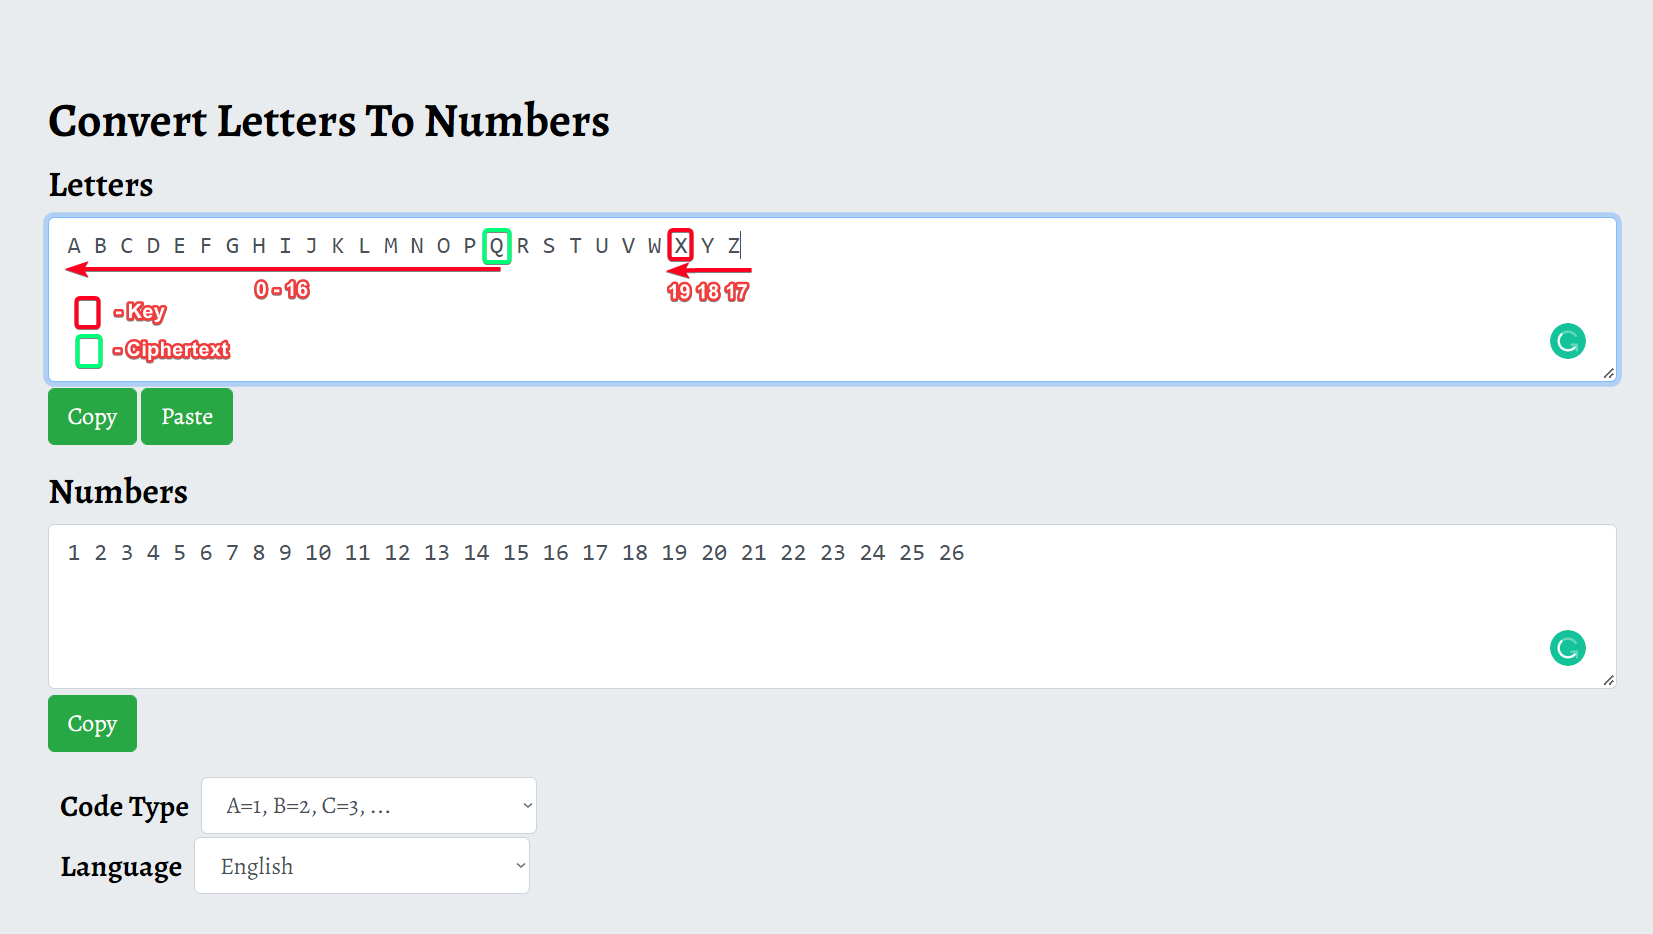 Convert Letters To Numbers
Letters
A B C D E F G H I J K L M N O P Q R S T U V W X Y Z
0 - 16
19 18 17
- Key
- Ciphertext
Copy Paste
Numbers
1 2 3 4 5 6 7 8 9 10 11 12 13 14 15 16 17 18 19 20 21 22 23 24 25 26
Copy
Code Type A=1, B=2, C=3, ...
Language English